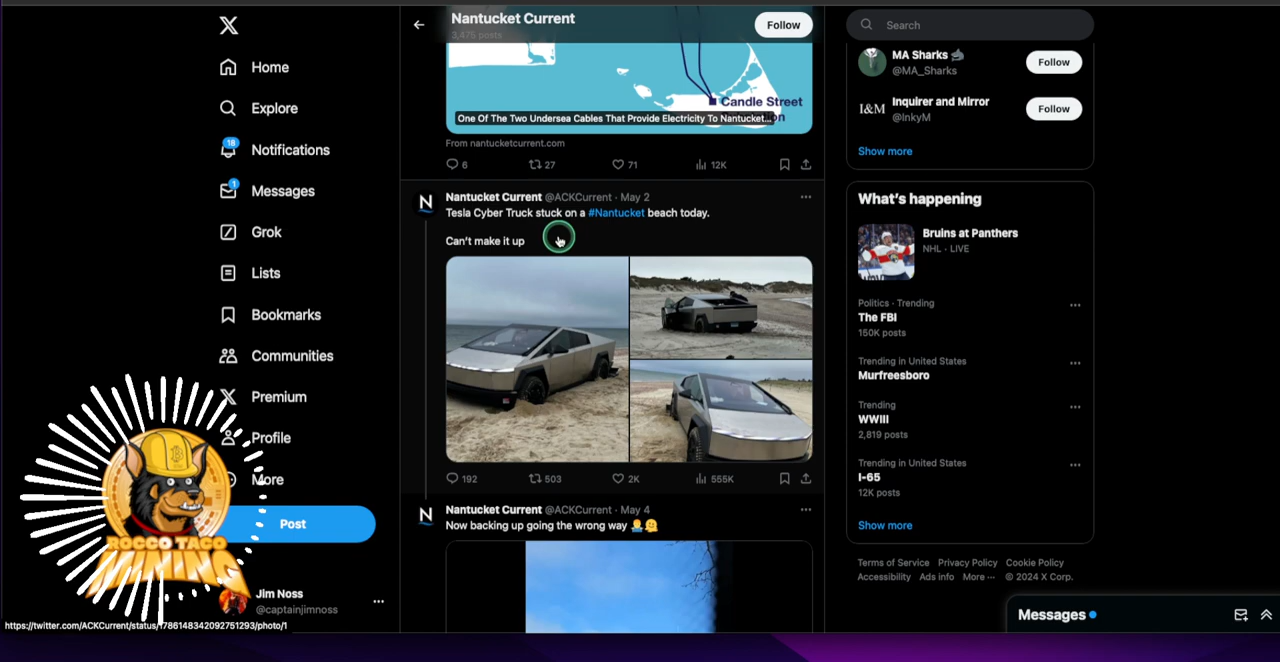 Home
Explore
18
Notifications
1
Messages
Grok
Lists
Bookmarks
Communities
Premium
Profile
More
Post
ROCCO TACO
MINING
Jim Noss
@captainjimnoss
https://twitter.com/ACKCurrent/status/1786148342092751293/photo/1
Nantucket Current
3,475 posts
Follow
Candle Street
One Of The Two Undersea Cables That Provide Electricity To Nantucket...
From nantucketcurrent.com
6 27 71 12K
Nantucket Current @ACKCurrent · May 2
Tesla Cyber Truck stuck on a #Nantucket beach today.
Can't make it up
192 503 2K 555K
Nantucket Current @ACKCurrent · May 4
Now backing up going the wrong way
Search
MA Sharks
@MA_Sharks
Follow
I&M
Inquirer and Mirror
@InkyM
Follow
Show more
What's happening
Bruins at Panthers
NHL · LIVE
Politics · Trending
The FBI
150K posts
Trending in United States
Murfreesboro
Trending
WWIII
2,819 posts
Trending in United States
I-65
12K posts
Show more
Terms of Service Privacy Policy Cookie Policy
Accessibility Ads info More ··· © 2024 X Corp.
Messages